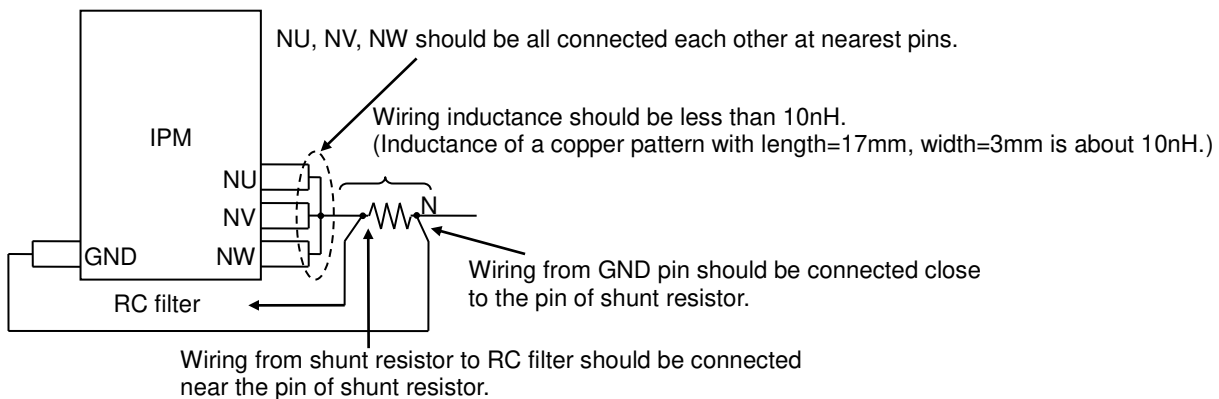 NU, NV, NW should be all connected each other at nearest pins.
Wiring inductance should be less than 10nH.
(Inductance of a copper pattern with length=17mm, width=3mm is about 10nH.)
IPM
NU
NV
N
GND
NW
Wiring from GND pin should be connected close
to the pin of shunt resistor.
RC filter
Wiring from shunt resistor to RC filter should be connected
near the pin of shunt resistor.